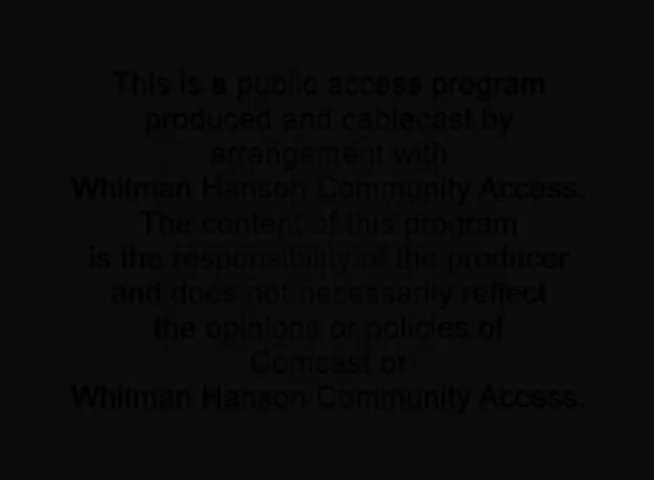 This is a public access program
produced and cablecast by
arrangement with
Whitman Hanson Community Access.
The content of this program
is the responsibility of the producer
and does not necessarily reflect
the opinions or policies of
Comcast or
Whitman Hanson Community Access.